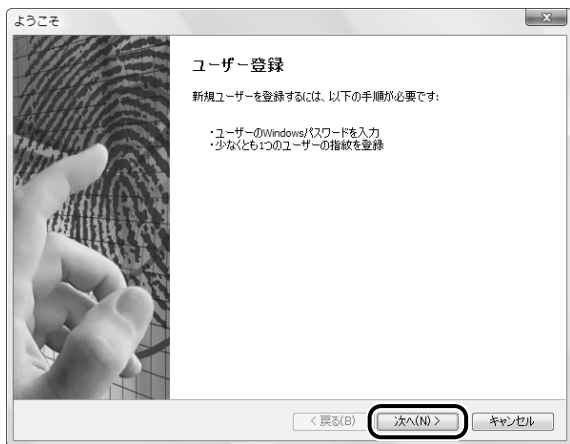 ようこそ
ユーザー登録
新規ユーザーを登録するには、以下の手順が必要です:
・ユーザーのWindowsパスワードを入力
・少なくとも1つのユーザーの指紋を登録
< 戻る(B) 次へ(N) > キャンセル